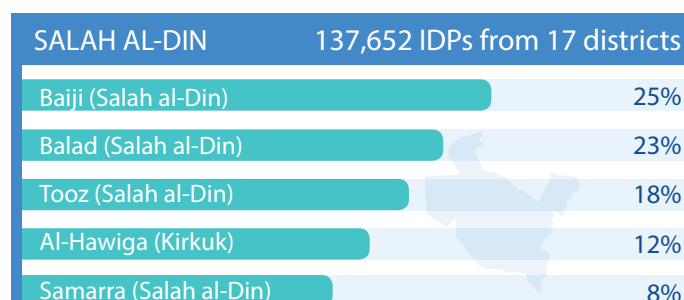 SALAH AL-DIN 137,652 IDPs from 17 districts
Baiji (Salah al-Din) 25%
Balad (Salah al-Din) 23%
Tooz (Salah al-Din) 18%
Al-Hawiga (Kirkuk) 12%
Samarra (Salah al-Din) 8%